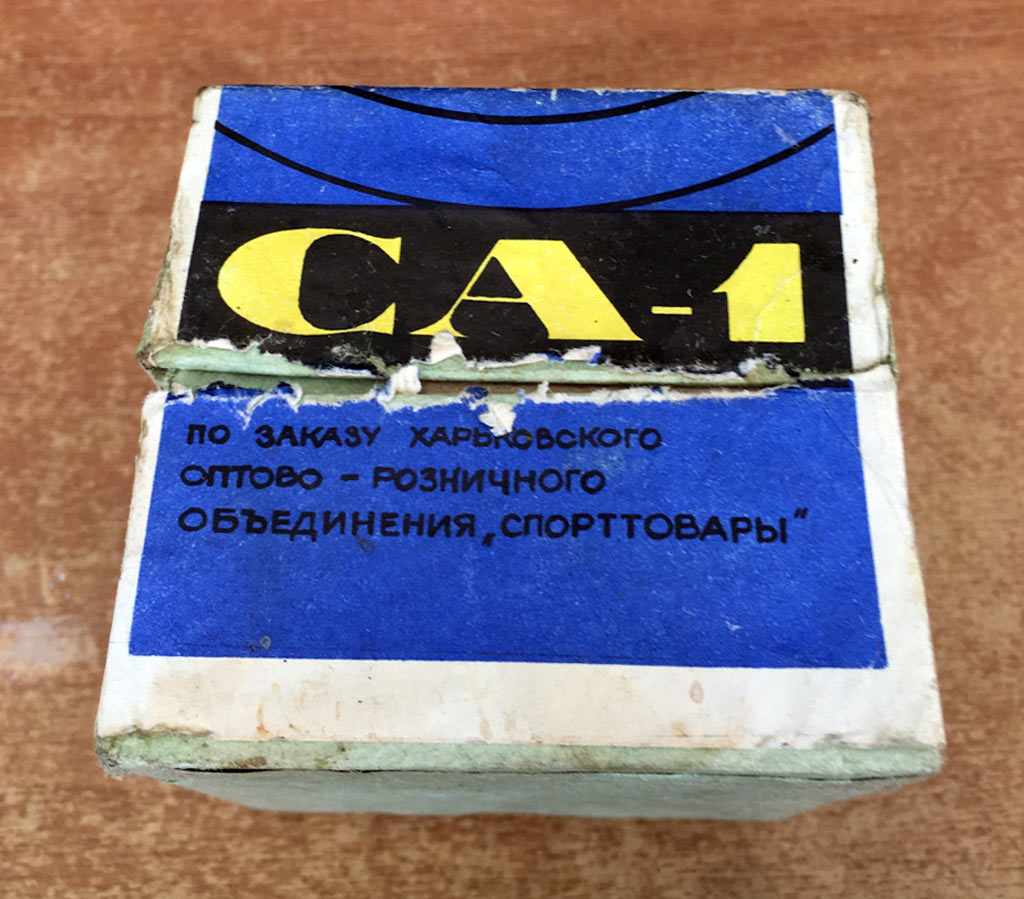 СА-1
ПО ЗАКАЗУ ХАРЬКОВСКОГО
ОПТОВО - РОЗНИЧНОГО
ОБЪЕДИНЕНИЯ „СПОРТТОВАРЫ"